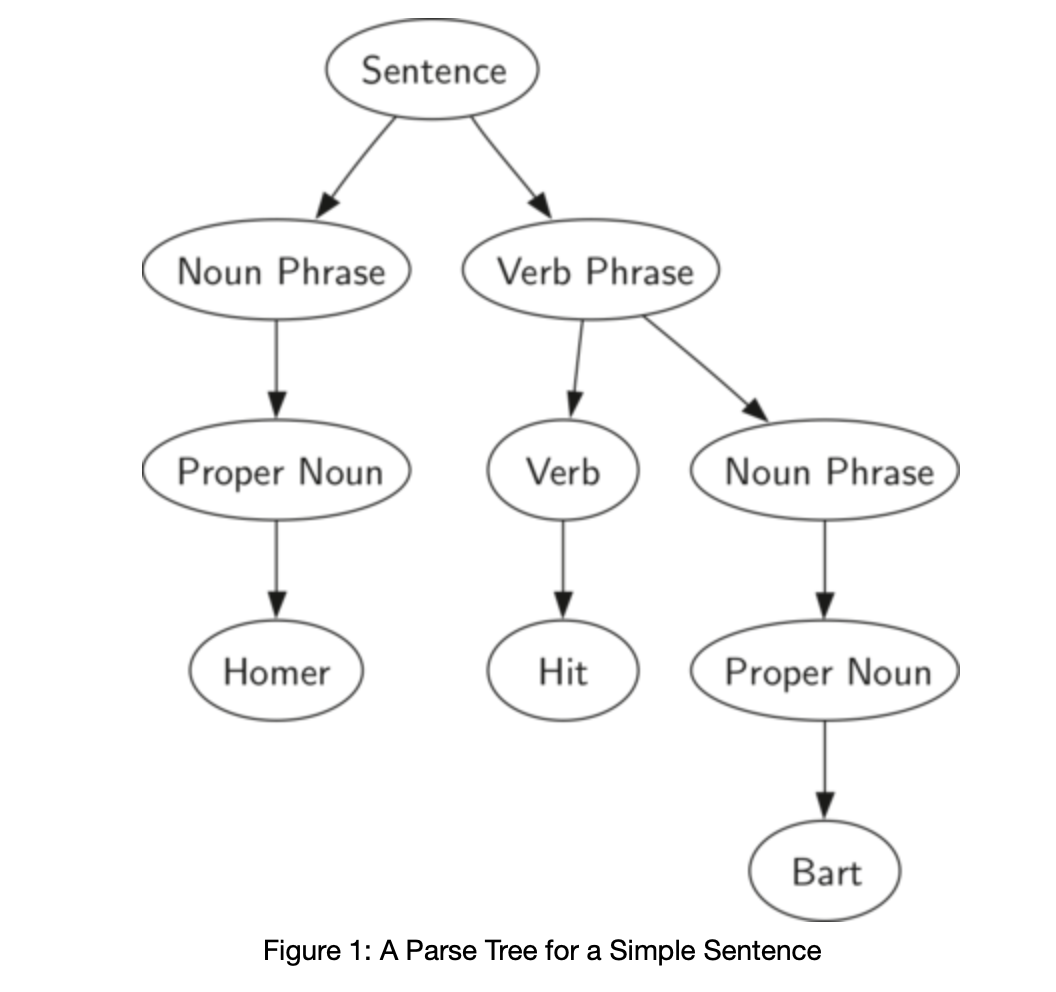 Sentence
Noun Phrase
Verb Phrase
Proper Noun
Verb
Noun Phrase
Homer
Hit
Proper Noun
Bart
Figure 1: A Parse Tree for a Simple Sentence